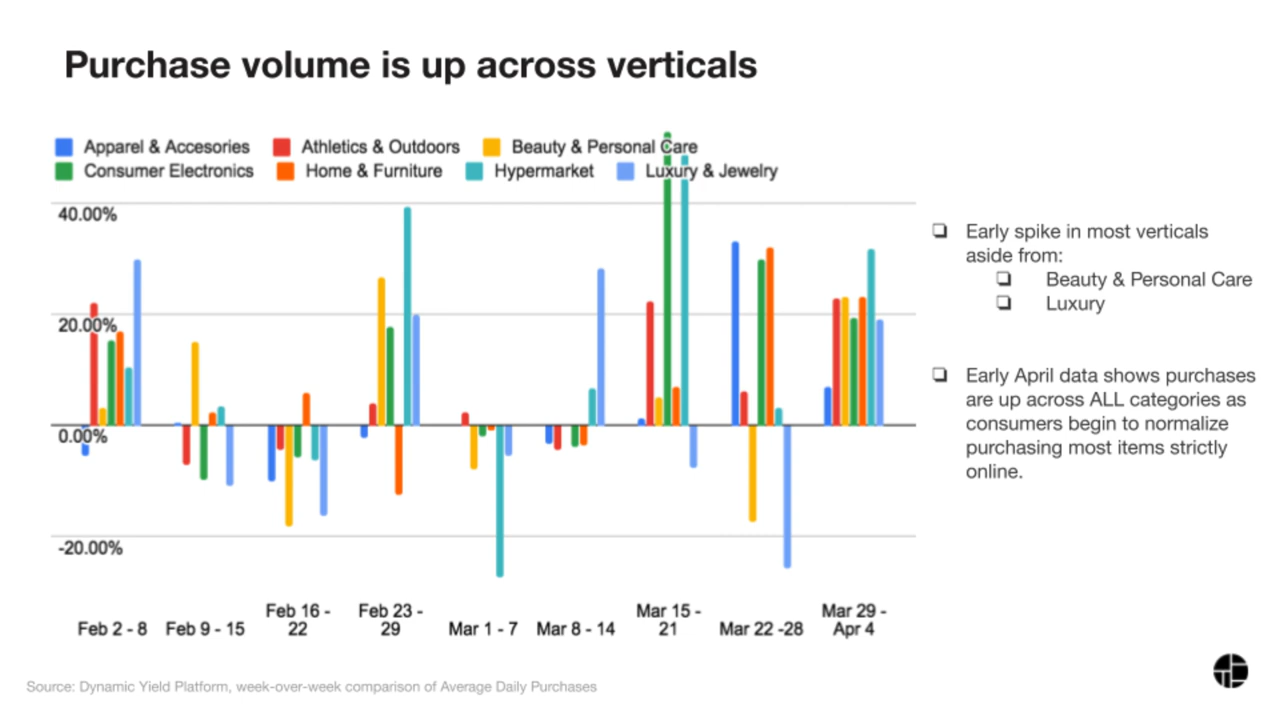 Purchase volume is up across verticals
Apparel & Accesories
Athletics & Outdoors
Beauty & Personal Care
Consumer Electronics
Home & Furniture
Hypermarket
Luxury & Jewelry
40.00%
20.00%
0.00%
-20.00%
Feb 2 - 8
Feb 9 - 15
Feb 16 -
22
Feb 23 -
29
Mar 1 - 7
Mar 8 - 14
Mar 15 -
21
Mar 22 -28
Mar 29 -
Apr 4
Early spike in most verticals
aside from:
Beauty & Personal Care
Luxury
Early April data shows purchases
are up across ALL categories as
consumers begin to normalize
purchasing most items strictly
online.
Source: Dynamic Yield Platform, week-over-week comparison of Average Daily Purchases